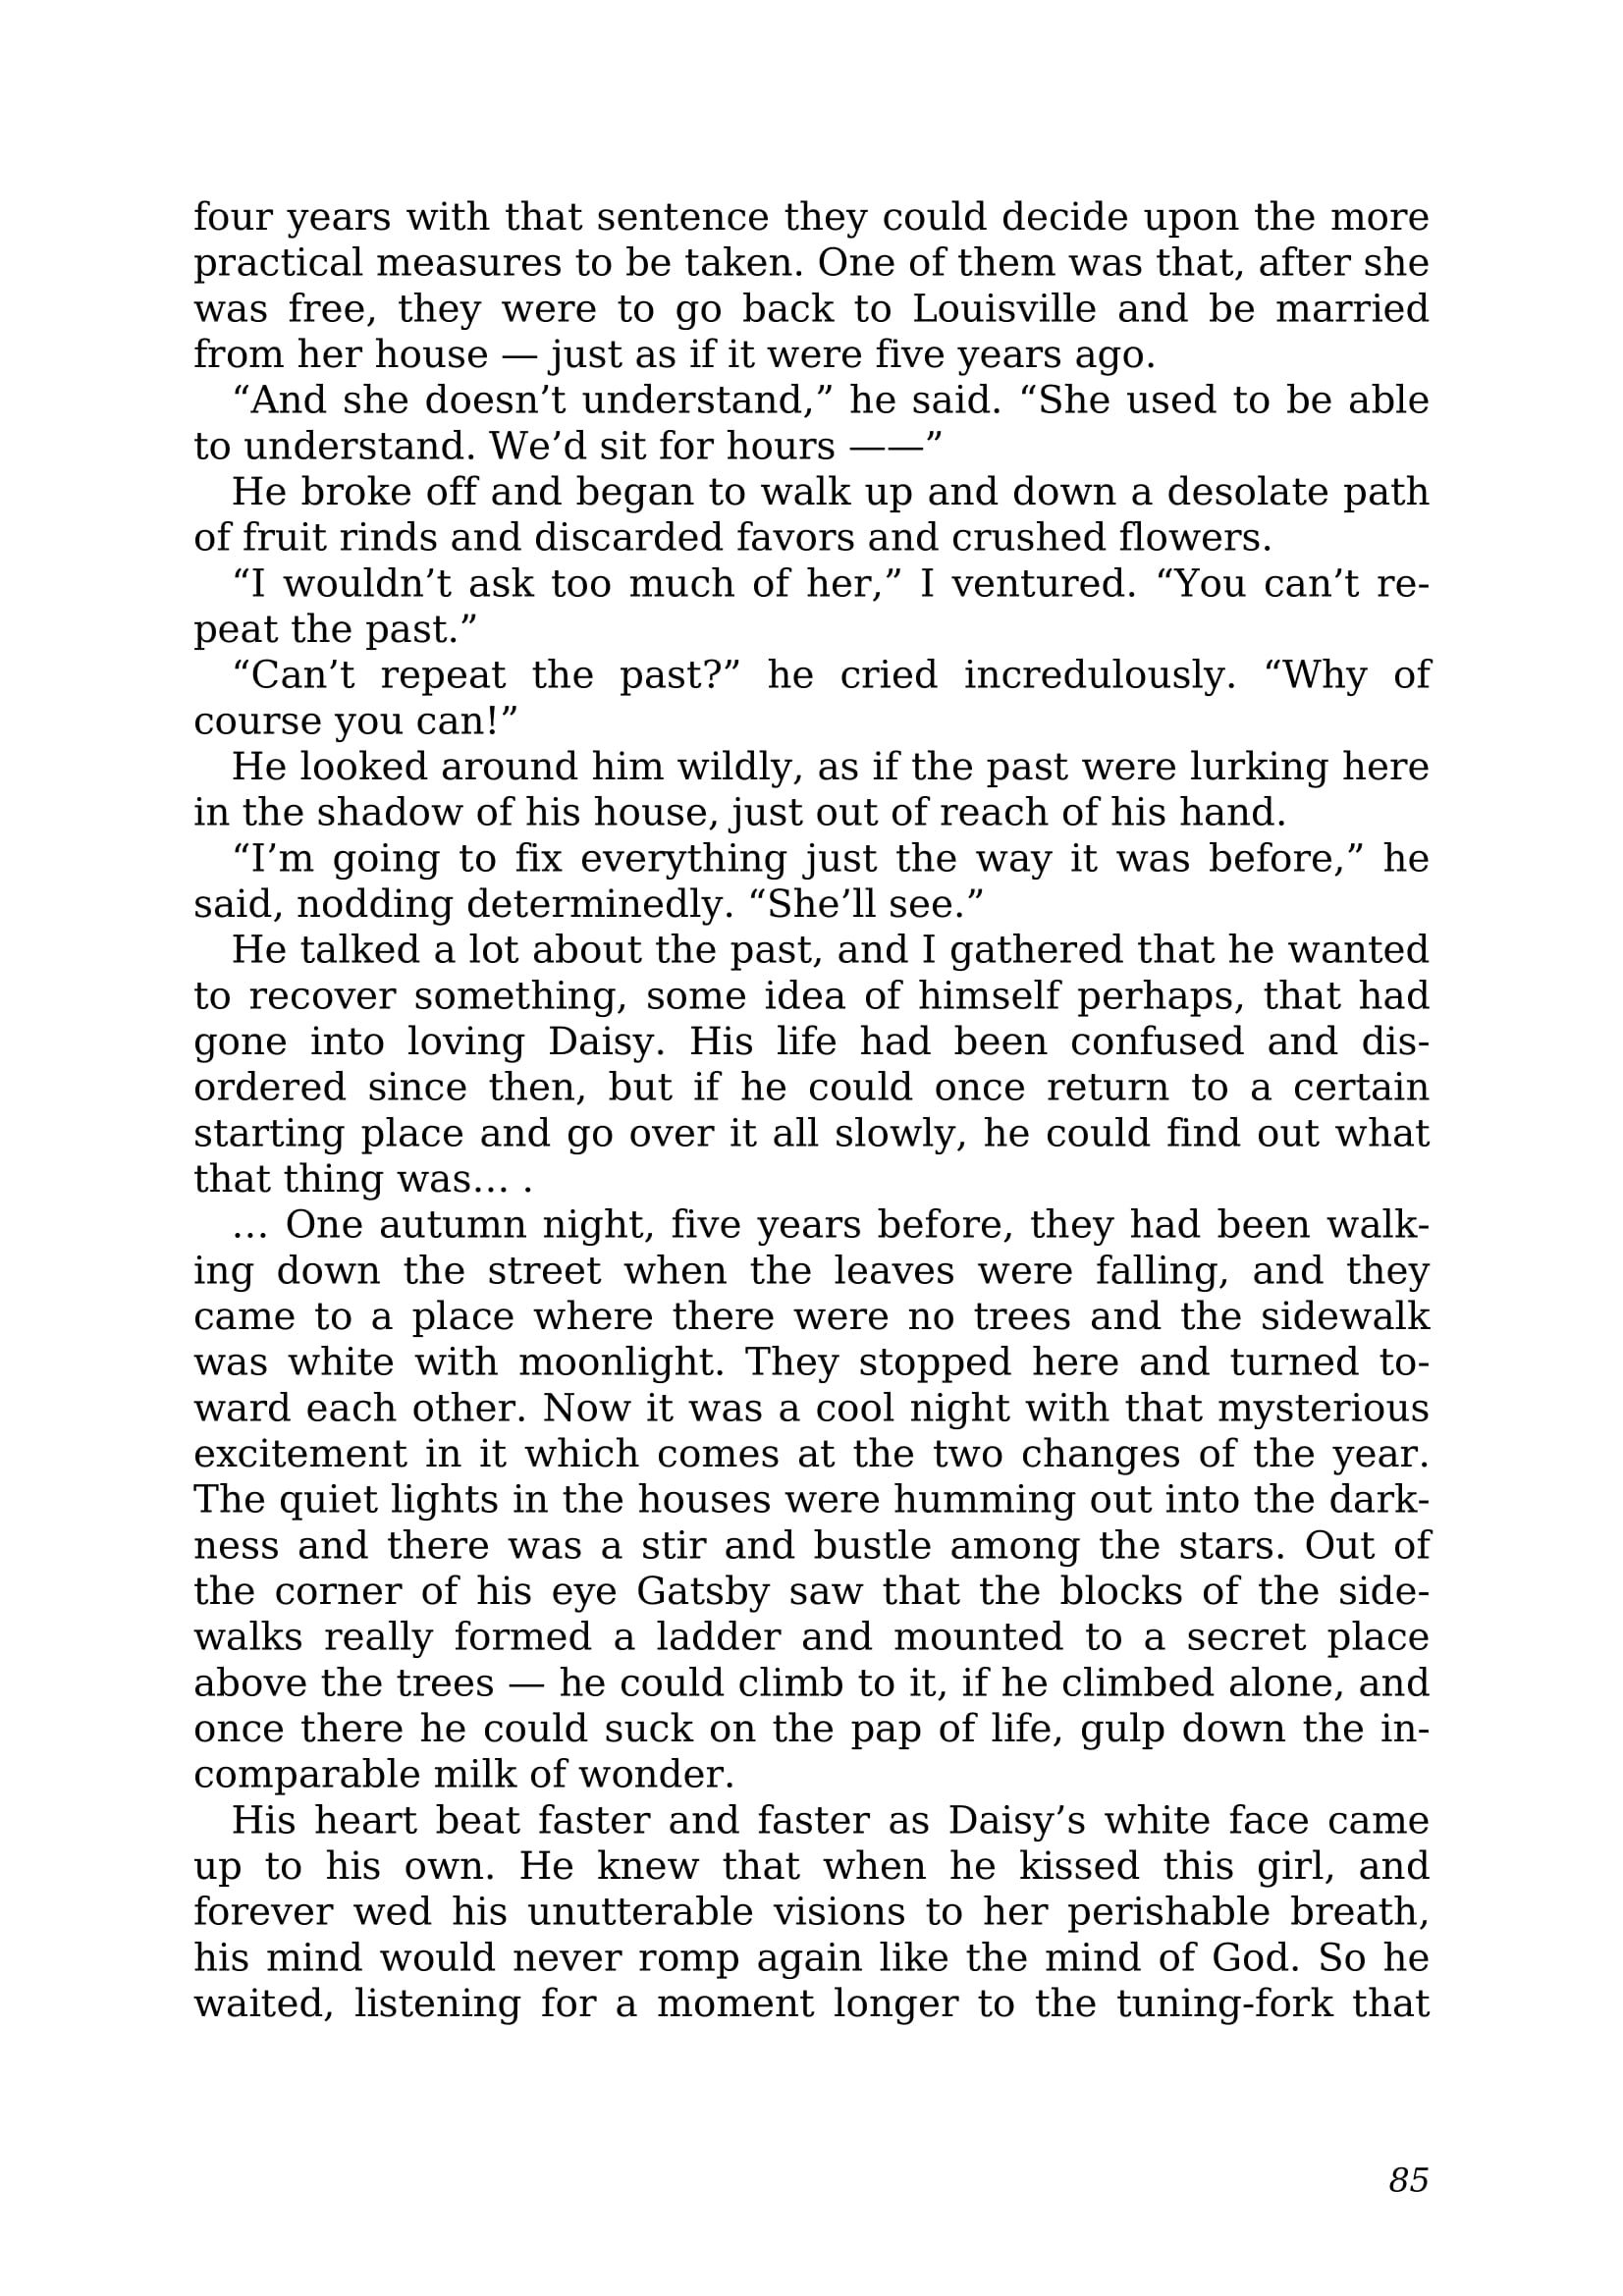 four years with that sentence they could decide upon the more
practical measures to be taken. One of them was that, after she
was free, they were to go back to Louisville and be married
from her house — just as if it were five years ago.
“And she doesn’t understand,” he said. “She used to be able
to understand. We’d sit for hours ——”
He broke off and began to walk up and down a desolate path
of fruit rinds and discarded favors and crushed flowers.
“I wouldn’t ask too much of her,” I ventured. “You can’t re-
peat the past.”
“Can’t repeat the past?” he cried incredulously. “Why of
course you can!”
He looked around him wildly, as if the past were lurking here
in the shadow of his house, just out of reach of his hand.
“I’m going to fix everything just the way it was before,” he
said, nodding determinedly. “She’ll see.”
He talked a lot about the past, and I gathered that he wanted
to recover something, some idea of himself perhaps, that had
gone into loving Daisy. His life had been confused and dis-
ordered since then, but if he could once return to a certain
starting place and go over it all slowly, he could find out what
that thing was… .
… One autumn night, five years before, they had been walk-
ing down the street when the leaves were falling, and they
came to a place where there were no trees and the sidewalk
was white with moonlight. They stopped here and turned to-
ward each other. Now it was a cool night with that mysterious
excitement in it which comes at the two changes of the year.
The quiet lights in the houses were humming out into the dark-
ness and there was a stir and bustle among the stars. Out of
the corner of his eye Gatsby saw that the blocks of the side-
walks really formed a ladder and mounted to a secret place
above the trees — he could climb to it, if he climbed alone, and
once there he could suck on the pap of life, gulp down the in-
comparable milk of wonder.
His heart beat faster and faster as Daisy’s white face came
up to his own. He knew that when he kissed this girl, and
forever wed his unutterable visions to her perishable breath,
his mind would never romp again like the mind of God. So he
waited, listening for a moment longer to the tuning-fork that
85